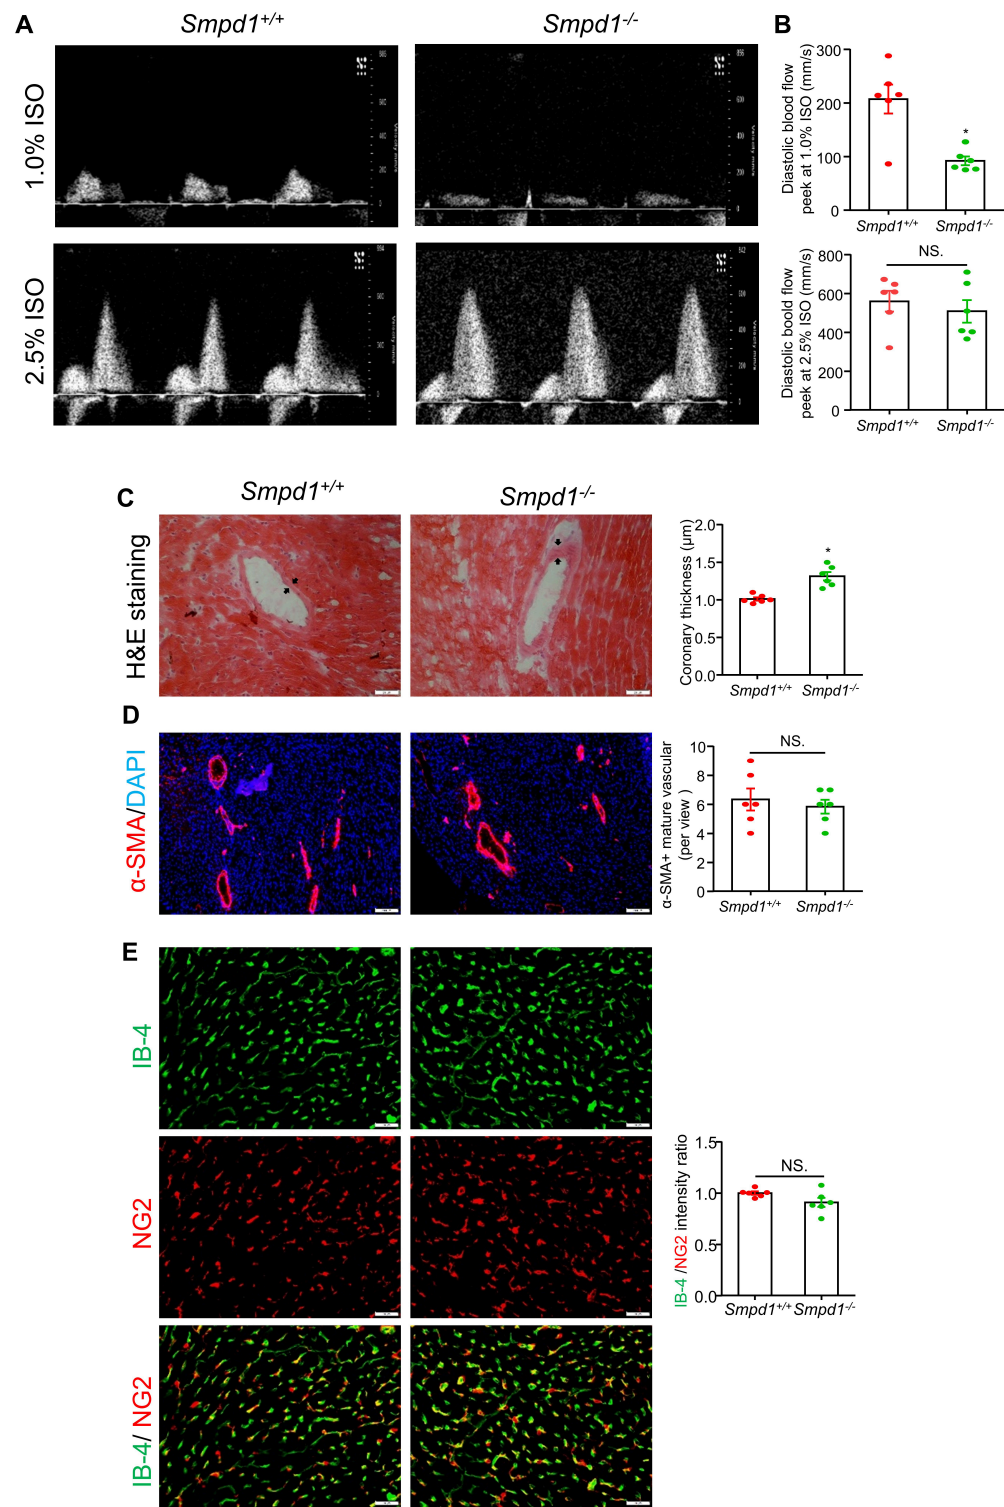 A
Smpd1+/+
Smpd1-/-
B
1.0% ISO
2.5% ISO
Diastolic blood flow
peek at 1.0% ISO (mm/s)
300
200
100
0
*
Smpd1+/+
Smpd1-/-
Diastolic boold flow
peek at 2.5% ISO (mm/s)
800
600
400
200
0
NS.
Smpd1+/+
Smpd1-/-
C
Smpd1+/+
Smpd1-/-
H&E staining
Coronary thickness (μm)
2.0
1.5
1.0
0.5
0.0
*
Smpd1+/+
Smpd1-/-
D
α-SMA/DAPI
α-SMA+ mature vascular
(per view )
10
8
6
4
2
0
NS.
Smpd1+/+
Smpd1-/-
E
IB-4
NG2
IB-4/ NG2
IB-4 /NG2 intensity ratio
1.5
1.0
0.5
0.0
NS.
Smpd1+/+
Smpd1-/-